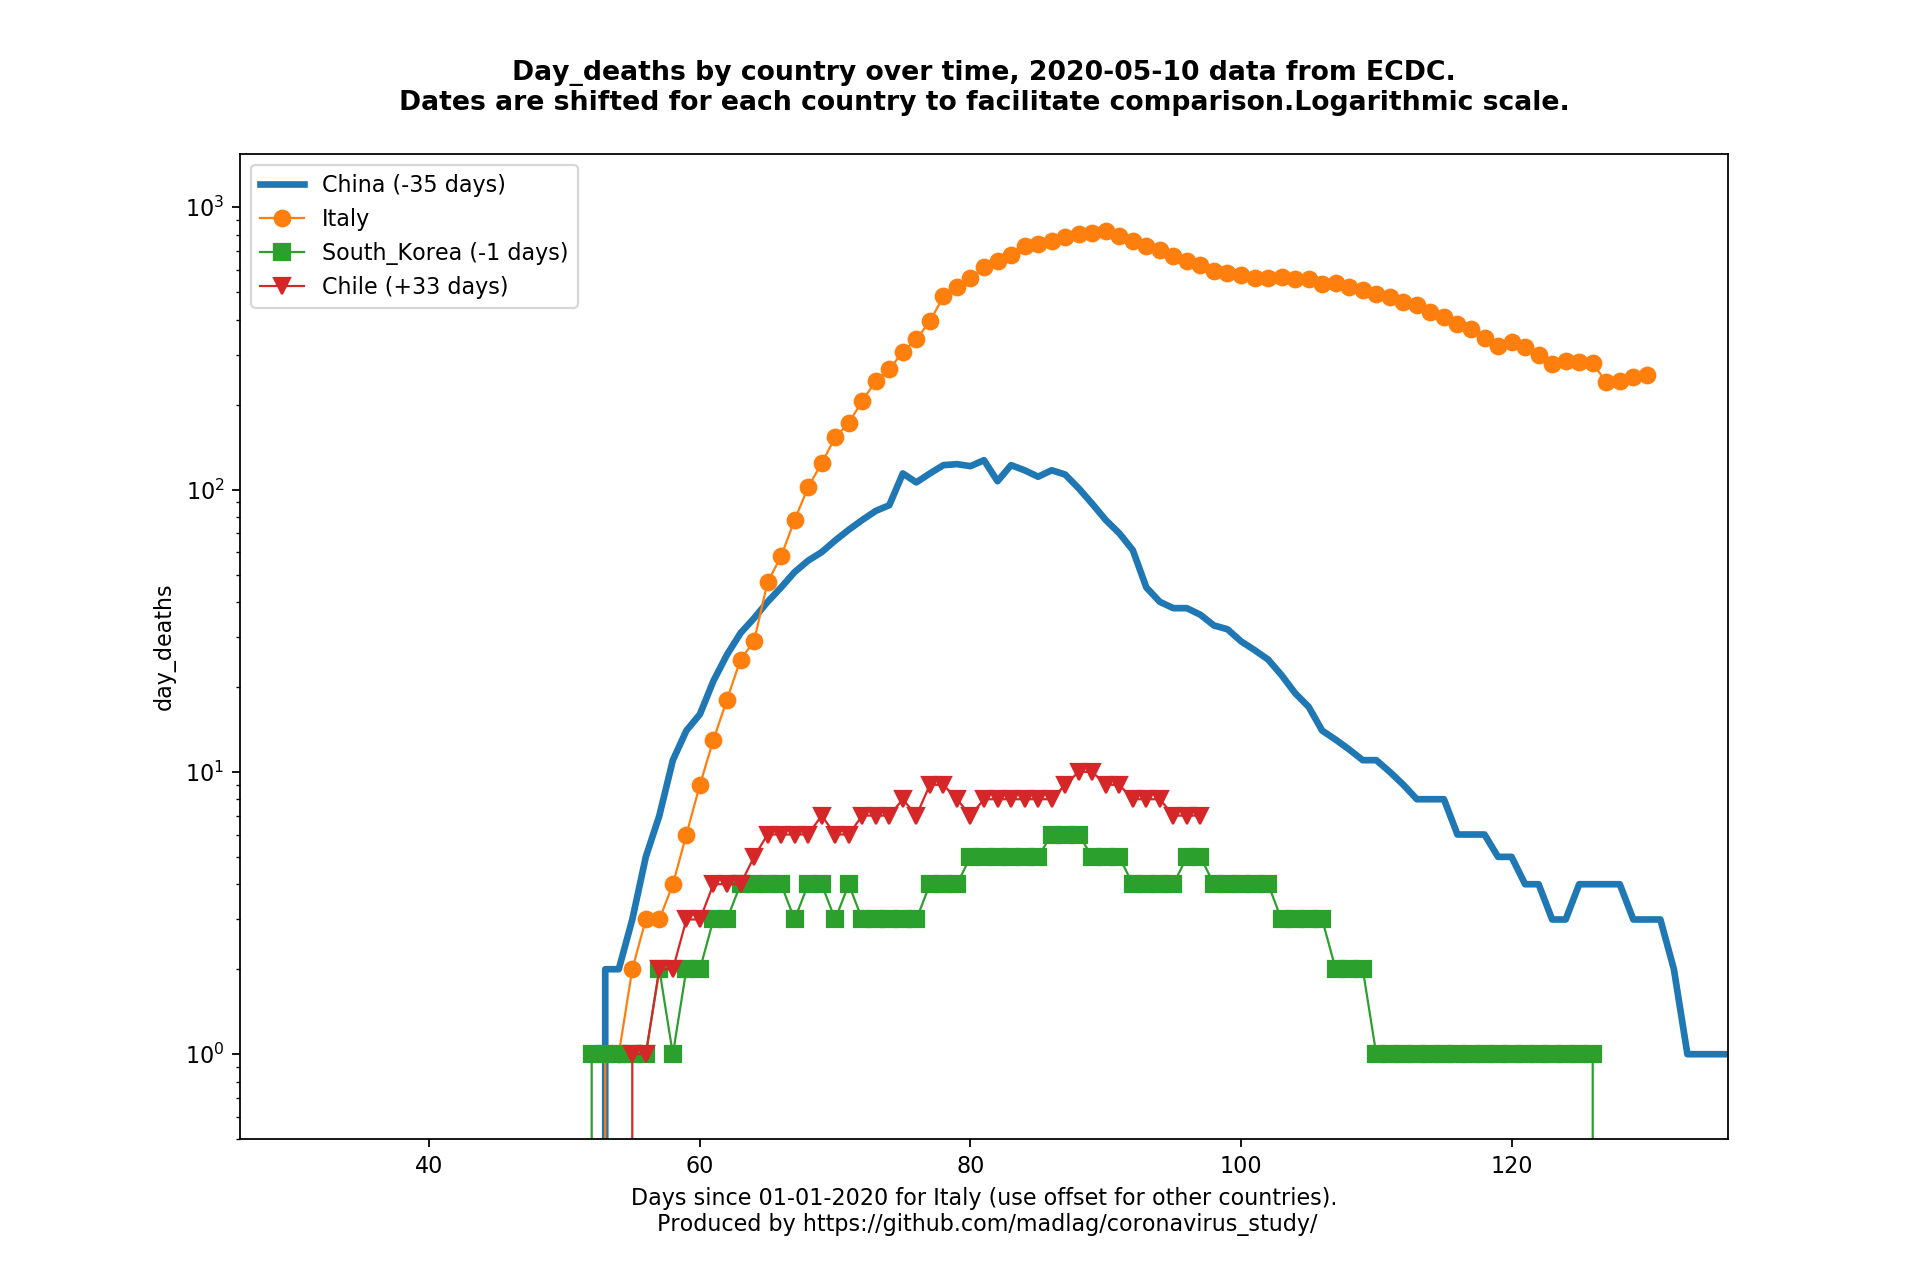 Day_deaths by country over time, 2020-05-10 data from ECDC.
Dates are shifted for each country to facilitate comparison.Logarithmic scale.
China (-35 days)
Italy
South_Korea (-1 days)
Chile (+33 days)
10³
10²
10¹
10⁰
day_deaths
40 60 80 100 120
Days since 01-01-2020 for Italy (use offset for other countries).
Produced by https://github.com/madlag/coronavirus_study/